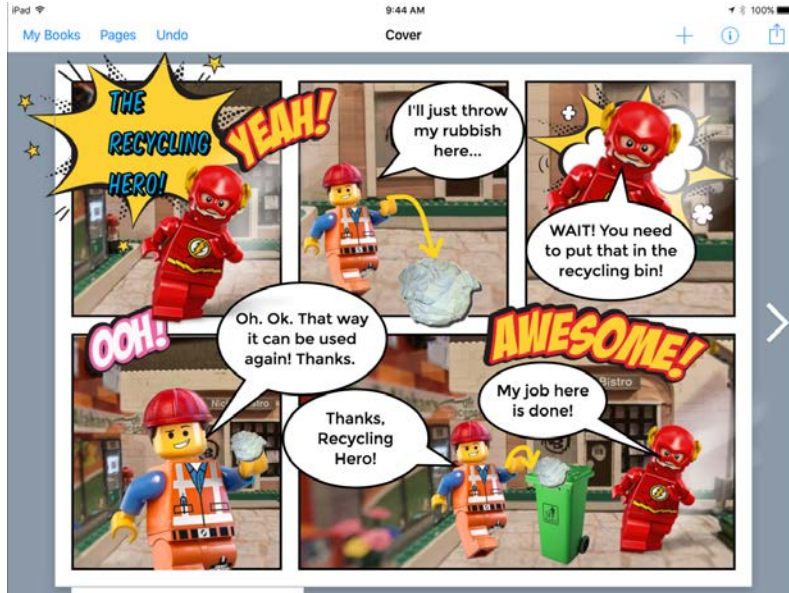 iPad
9:44 AM
100%
My Books
Pages
Undo
Cover
THE
RECYCLING
HERO!
YEAH!
I'll just throw
my rubbish
here...
WAIT! You need
to put that in the
recycling bin!
OOH!
Oh. Ok. That way
it can be used
again! Thanks.
AWESOME!
Thanks,
Recycling
Hero!
My job here
is done!
Bistro